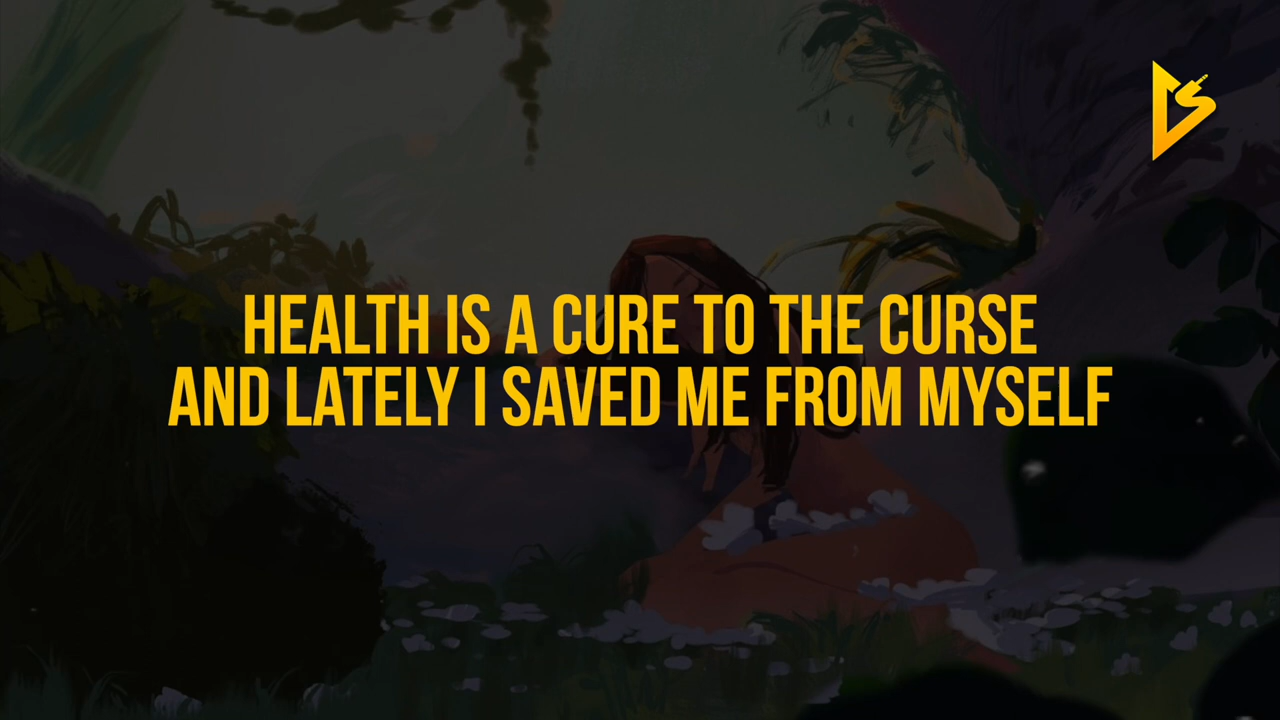 HEALTH IS A CURE TO THE CURSE
AND LATELY I SAVED ME FROM MYSELF